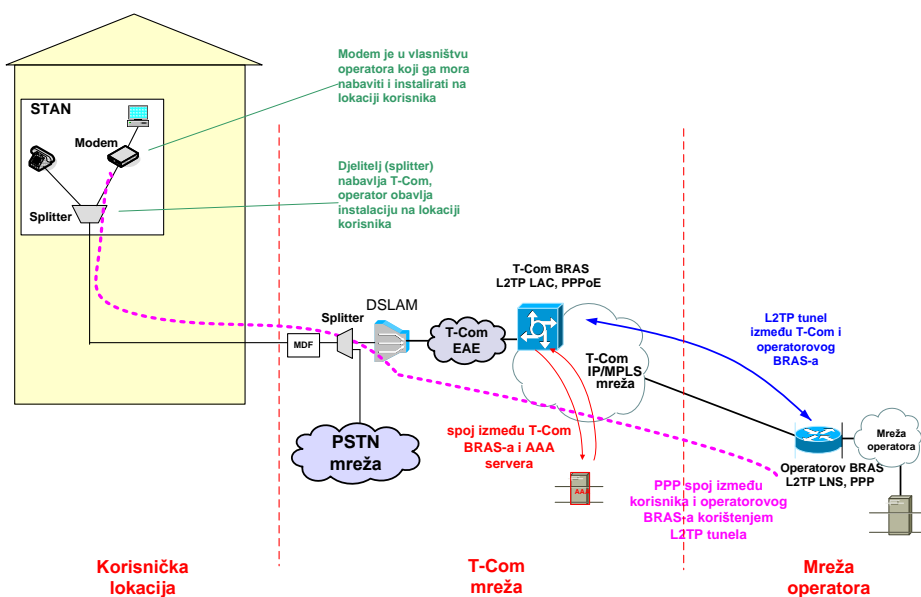 Modem je u vlasništvu
operatora koji ga mora
nabaviti i instalirati na
lokaciji korisnika
STAN
Modem
Djelitelj (splitter)
nabavlja T-Com,
operator obavlja
instalaciju na lokaciji
korisnika
Splitter
T-Com BRAS
L2TP LAC, PPPoE
DSLAM
Splitter
L2TP tunel
između T-Com i
operatorovog
BRAS-a
MDF
T-Com
EAE
T-Com
IP/MPLS
mreža
PSTN
mreža
spoj između T-Com
BRAS-a i AAA
servera
AAA
Mreža
operatora
Operatorov BRAS
L2TP LNS, PPP
PPP spoj između
korisnika i operatorovog
BRAS-a korištenjem
L2TP tunela
Korisnička
lokacija
T-Com
mreža
Mreža
operatora